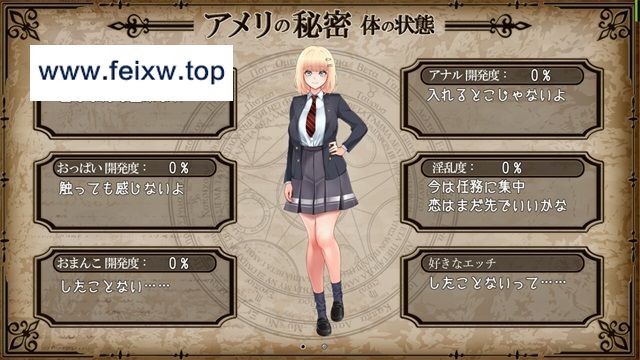 アメリの秘密 体の状態
www.feixw.top
アナル 開発度： 0％
入れるとこじゃないよ
おっぱい 開発度： 0％
触っても感じないよ
淫乱度： 0％
今は任務に集中
恋はまだ先でいいかな
おまんこ 開発度： 0％
したことない……
好きなエッチ
したことないって……